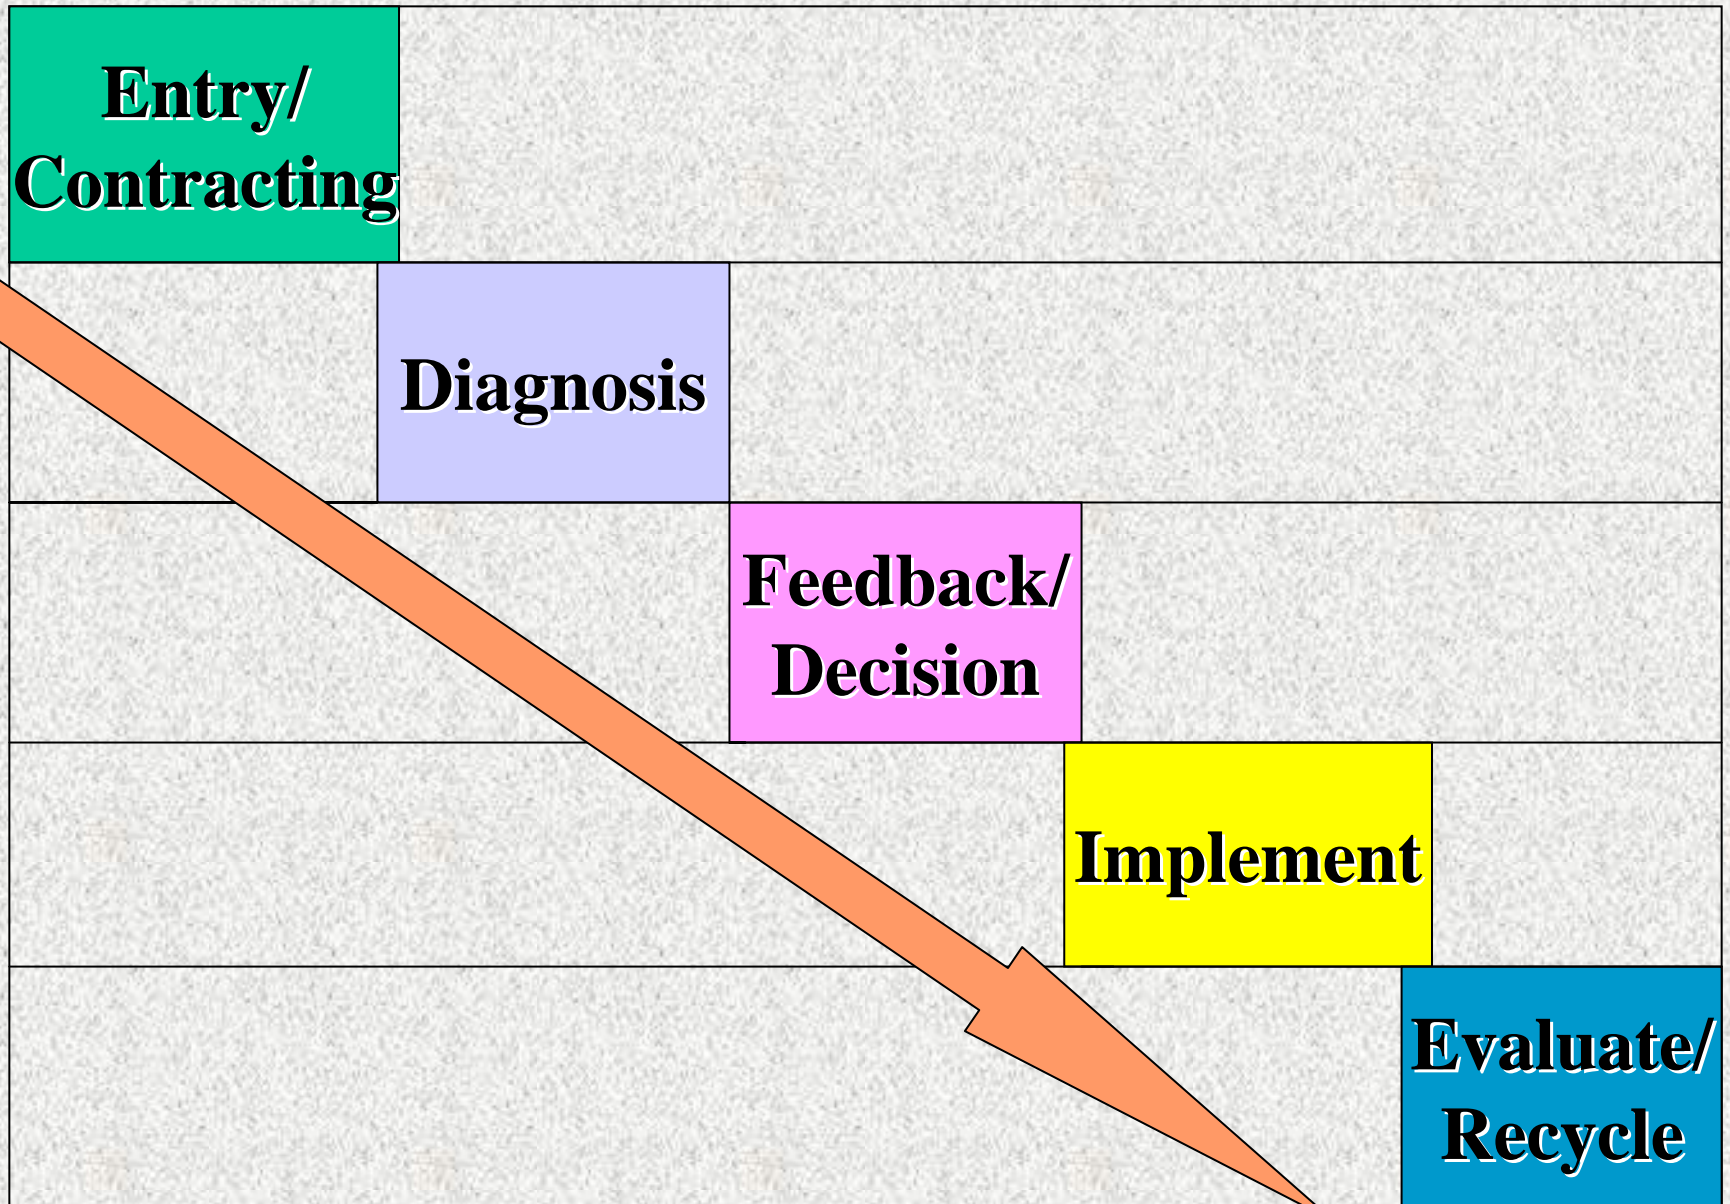 Entry/
Contracting
Diagnosis
Feedback/
Decision
Implement
Evaluate/
Recycle